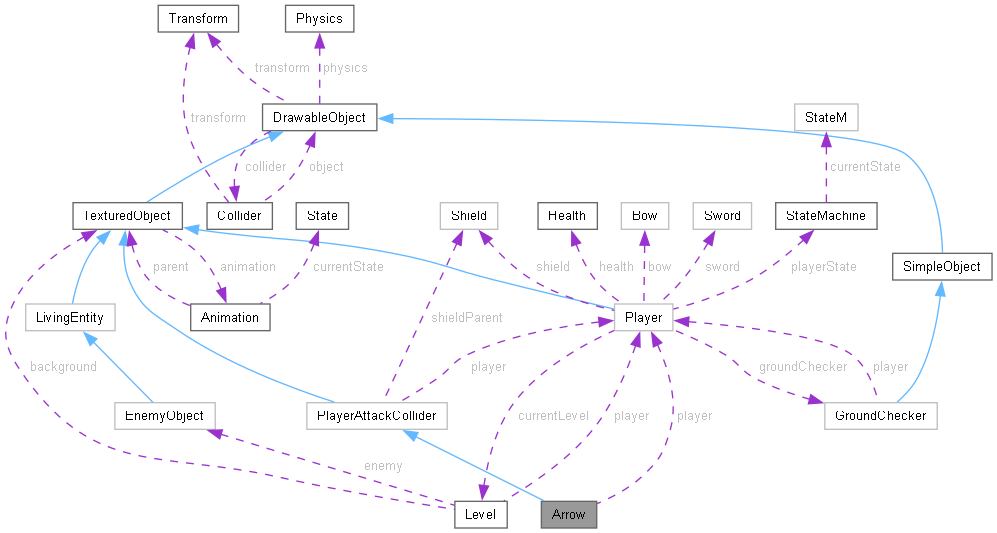 Transform
Physics
transform
physics
DrawableObject
StateM
transform
collider
object
currentState
TexturedObject
Collider
State
Shield
Health
Bow
Sword
StateMachine
parent
animation
currentState
shield
health
bow
sword
playerState
SimpleObject
LivingEntity
Animation
shieldParent
Player
background
player
groundChecker
player
EnemyObject
PlayerAttackCollider
currentLevel
player
player
GroundChecker
enemy
Level
Arrow